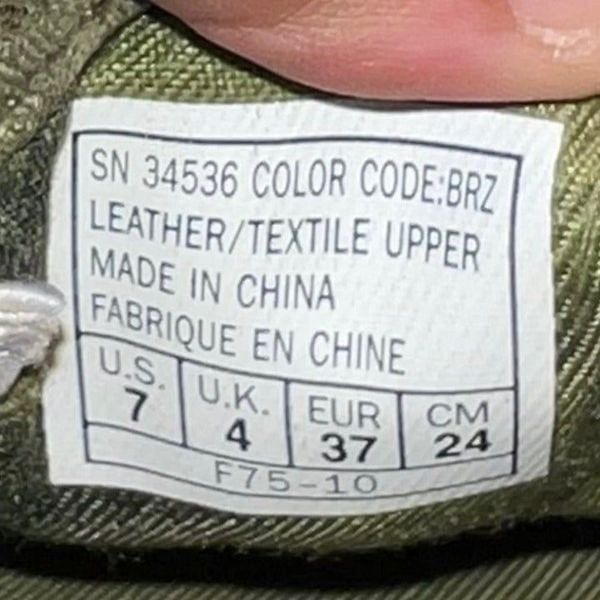 SN 34536 COLOR CODE:BRZ
LEATHER/TEXTILE UPPER
MADE IN CHINA
FABRIQUE EN CHINE
U.S. U.K. EUR CM
7 4 37 24
F75-10